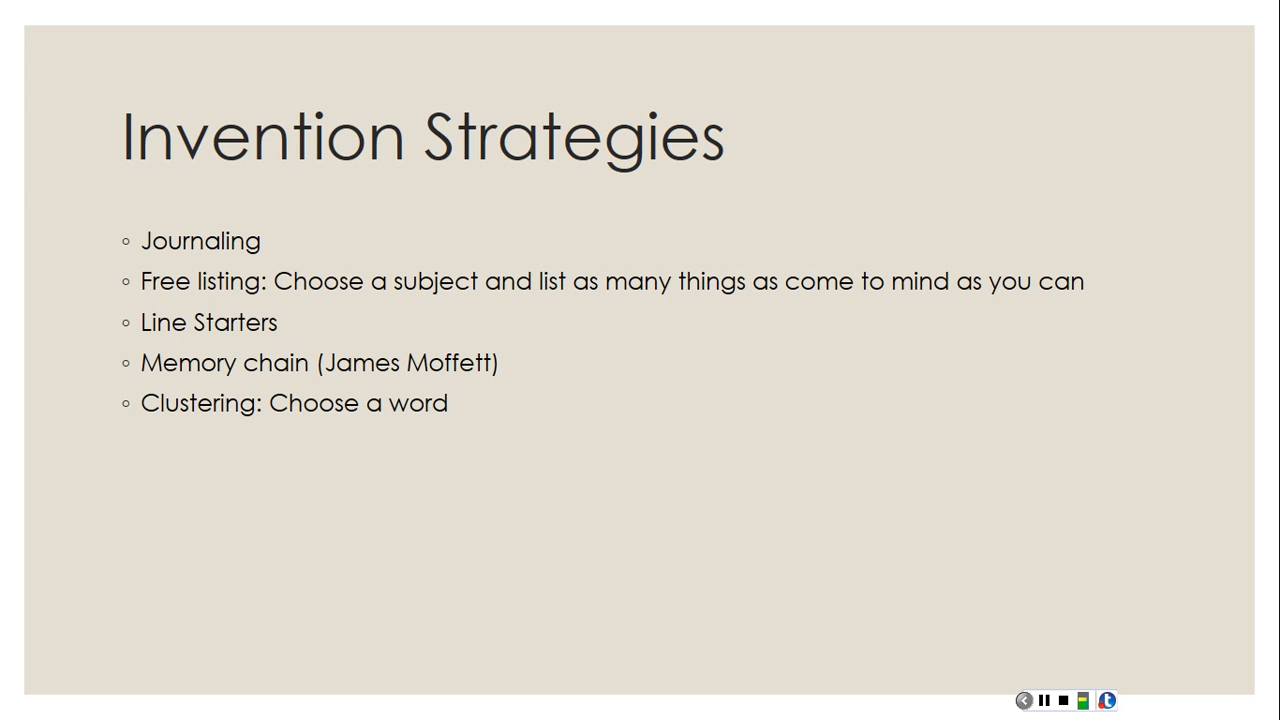 Invention Strategies
◦ Journaling
◦ Free listing: Choose a subject and list as many things as come to mind as you can
◦ Line Starters
◦ Memory chain (James Moffett)
◦ Clustering: Choose a word
t